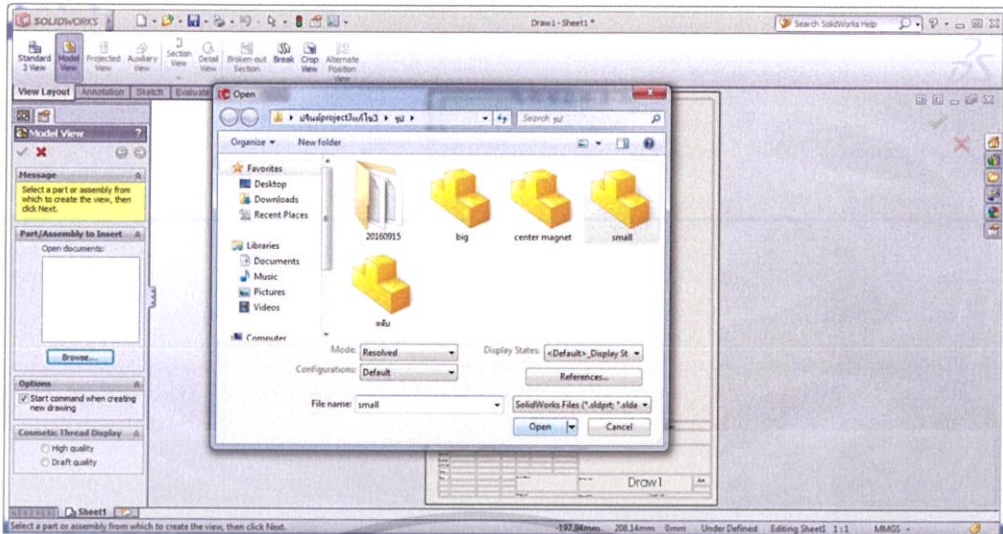 SOLIDWORKS
Draw1 - Sheet1 *
Search SolidWorks Help
Standard 3 View
Model View
Projected View
Auxiliary View
Section View
Detail View
Broken-out Section
Break
Crop View
Alternate Position View
View Layout Annotation Sketch Evaluate
Model View ?
Message
Select a part or assembly from
which to create the view, then
click Next.
Part/Assembly to Insert
Open documents:
Browse...
Options
Start command when creating
new drawing
Cosmetic Thread Display
High quality
Draft quality
Open
Search รูป
Organize New folder
Favorites
Desktop
Downloads
Recent Places
Libraries
Documents
Music
Pictures
Videos
Computer
20160915 big center magnet small
Mode: Resolved Display States: <Default>_Display St
Configurations: Default References...
File name: small SolidWorks Files (*.sldprt; *.slda
Open Cancel
Draw1
A4
Sheet1
Select a part or assembly from which to create the view, then click Next. -197.94mm 208.14mm 0mm Under Defined Editing Sheet1 1:1 MMGS